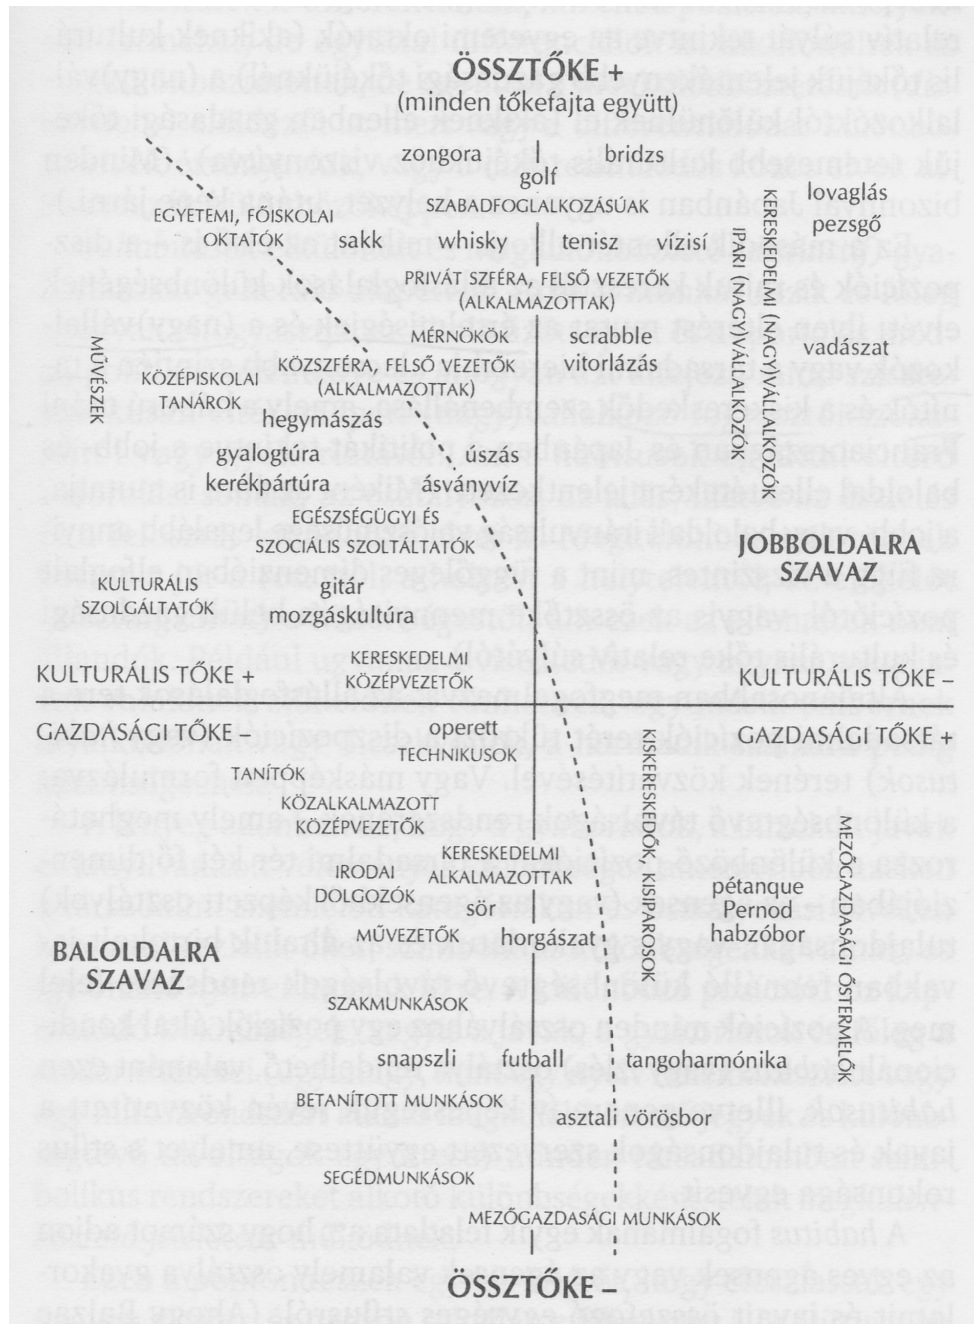 ÖSSZTŐKE +
(minden tőkefajta együtt)
zongora
bridzs
golf
SZABADFOGLALKOZÁSÚAK
lovaglás
pezsgő
EGYETEMI, FŐISKOLAI
OKTATÓK
sakk
whisky
tenisz
vízisí
PRIVÁT SZFÉRA, FELSŐ VEZETŐK
(ALKALMAZOTTAK)
IPARI (NAGY)VÁLLALKOZÓK
KERESKEDELMI (NAGY)VÁLLALKOZÓK
MÉRNÖKÖK
scrabble
vitorlázás
vadászat
MŰVÉSZEK
KÖZÉPISKOLAI
TANÁROK
KÖZSZFÉRA, FELSŐ VEZETŐK
(ALKALMAZOTTAK)
hegymászás
gyalogtúra
úszás
kerékpártúra
ásványvíz
EGÉSZSÉGÜGYI ÉS
SZOCIÁLIS SZOLTÁLTATÓK
JOBBOLDALRA
SZAVAZ
KULTURÁLIS
SZOLGÁLTATÓK
gitár
mozgáskultúra
KERESKEDELMI
KÖZÉPVEZETŐK
KULTURÁLIS TŐKE +
KULTURÁLIS TŐKE –
GAZDASÁGI TŐKE –
GAZDASÁGI TŐKE +
operett
TECHNIKUSOK
TANÍTÓK
KÖZALKALMAZOTT
KÖZÉPVEZETŐK
KISKERESKEDŐK, KISIPAROSOK
MEZŐGAZDASÁGI ŐSTERMELŐK
KERESKEDELMI
ALKALMAZOTTAK
IRODAI
DOLGOZÓK
sör
pétanque
Pernod
habzóbor
MŰVEZETŐK
horgászat
BALOLDALRA
SZAVAZ
SZAKMUNKÁSOK
snapszli
futball
tangoharmónika
BETANÍTOTT MUNKÁSOK
asztali vörösbor
SEGÉDMUNKÁSOK
MEZŐGAZDASÁGI MUNKÁSOK
ÖSSZTŐKE –